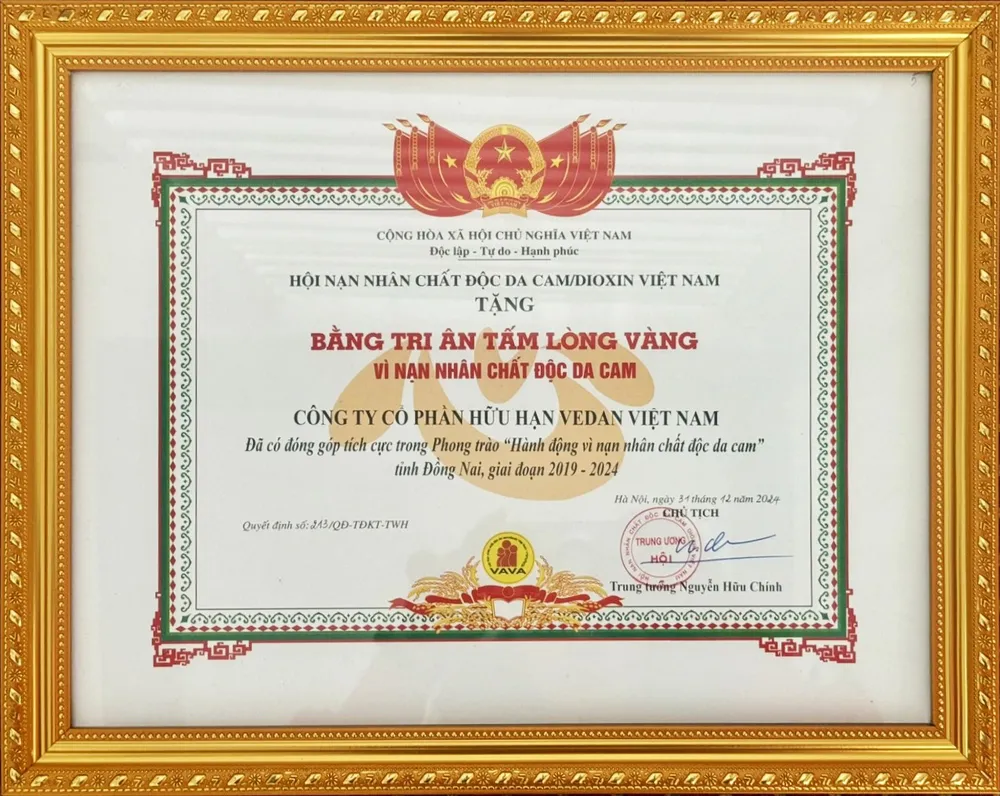 5
CỘNG HÒA XÃ HỘI CHỦ NGHĨA VIỆT NAM
Độc lập - Tự do - Hạnh phúc
HỘI NẠN NHÂN CHẤT ĐỘC DA CAM/DIOXIN VIỆT NAM
TẶNG
BẰNG TRI ÂN TẤM LÒNG VÀNG
VÌ NẠN NHÂN CHẤT ĐỘC DA CAM
CÔNG TY CỔ PHẦN HỮU HẠN VEDAN VIỆT NAM
Đã có đóng góp tích cực trong Phong trào “Hành động vì nạn nhân chất độc da cam”
tỉnh Đồng Nai, giai đoạn 2019 - 2024
Hà Nội, ngày 31 tháng 12 năm 2024
CHỦ TỊCH
Quyết định số: 213/QĐ-TĐKT-TWH
TRUNG ƯƠNG
HỘI
VAVA
Trung tướng Nguyễn Hữu Chính